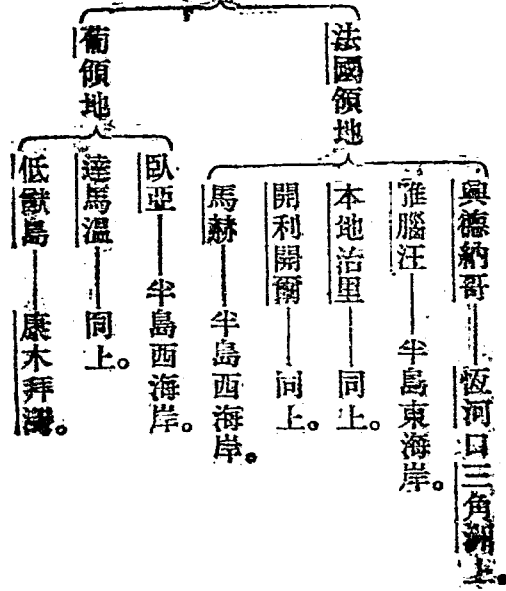 法國領地
興德納哥——恆河口三角洲上。
雅腦汪——半島東海岸。
本地治里——同上。
開利開爾——同上。
馬赫——半島西海岸。
葡領地
臥亞——半島西海岸。
達馬溫——同上。
低猷島——康木拜灣。